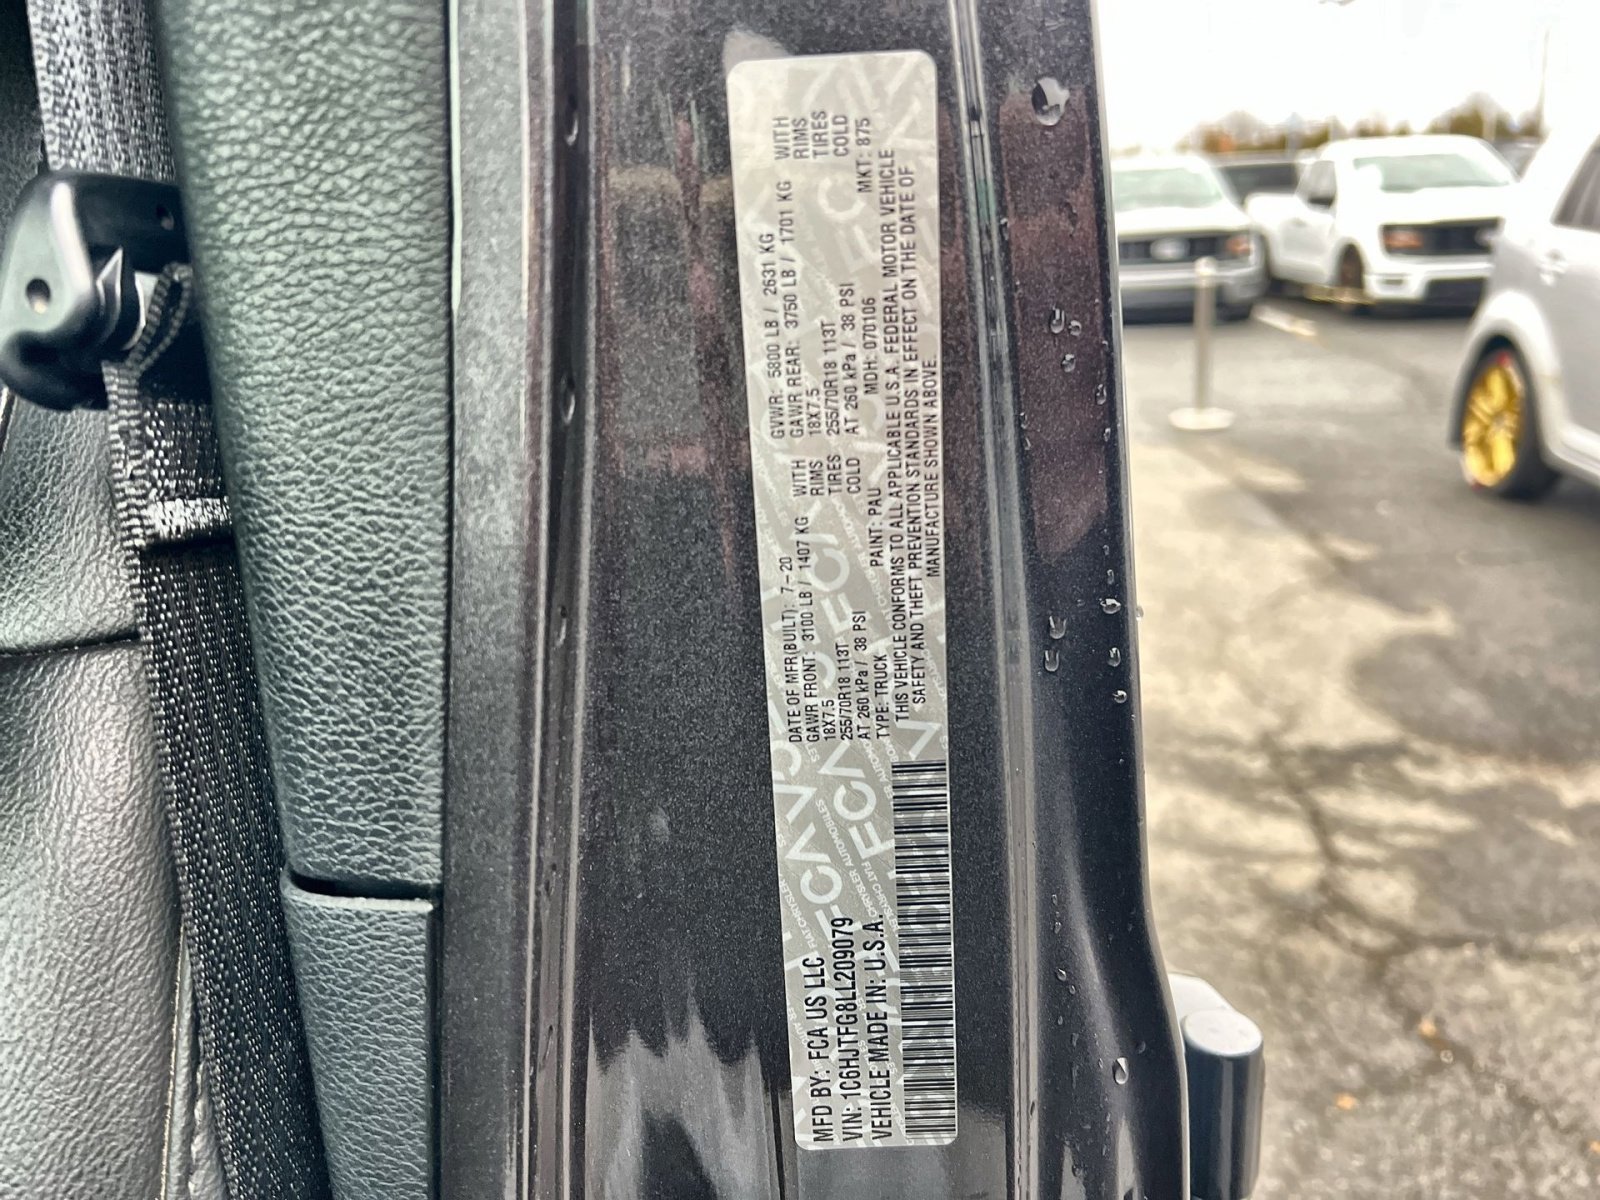 MFD BY: FCA US LLC
VIN: 1C6HJTFG8LL209079
VEHICLE MADE IN: U.S.A.
DATE OF MFR(BUILT): 7-20 GVWR: 5800 LB / 2631 KG
GAWR FRONT 3100 LB / 1407 KG WITH GAWR REAR: 3750 LB / 1701 KG WITH
18X7.5 RIMS 18X7.5 RIMS
255/70R18 113T TIRES 255/70R18 113T TIRES
AT 260 kPa / 38 PSI COLD AT 260 kPa / 38 PSI COLD
TYPE: TRUCK PAINT: PAU MDH: 070106 MKT: 875
THIS VEHICLE CONFORMS TO ALL APPLICABLE U.S.A. FEDERAL MOTOR VEHICLE
SAFETY AND THEFT PREVENTION STANDARDS IN EFFECT ON THE DATE OF
MANUFACTURE SHOWN ABOVE.
FCA
FIAT CHRYSLER AUTOMOBILES